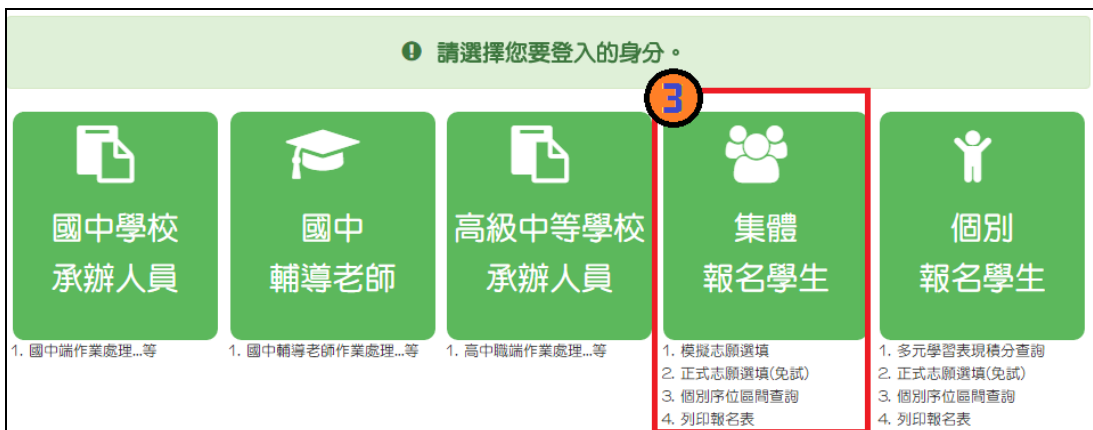 請選擇您要登入的身分。
3
國中學校
承辦人員
1. 國中端作業處理...等
國中
輔導老師
1. 國中輔導老師作業處理...等
高級中等學校
承辦人員
1. 高中職端作業處理...等
集體
報名學生
1. 模擬志願選填
2. 正式志願選填(免試)
3. 個別序位區間查詢
4. 列印報名表
個別
報名學生
1. 多元學習表現積分查詢
2. 正式志願選填(免試)
3. 個別序位區間查詢
4. 列印報名表